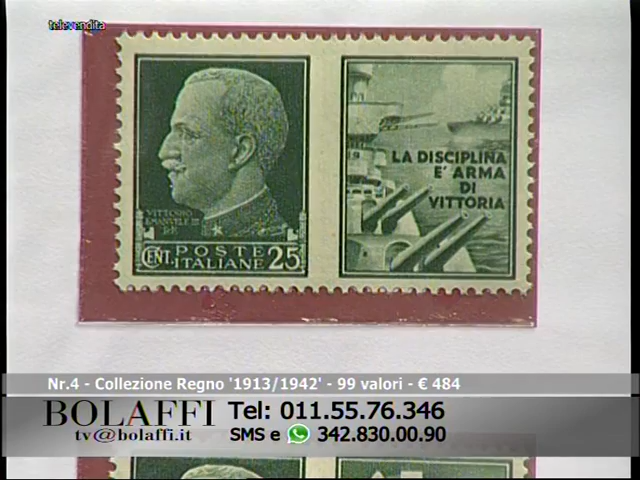 televendita
VITTORIO
EMANUELE III
POSTE
CENT. ITALIANE 25
LA DISCIPLINA
E' ARMA
DI
VITTORIA
Nr.4 - Collezione Regno '1913/1942' - 99 valori - € 484
BOLAFFI
tv@bolaffi.it
Tel: 011.55.76.346
SMS e 342.830.00.90